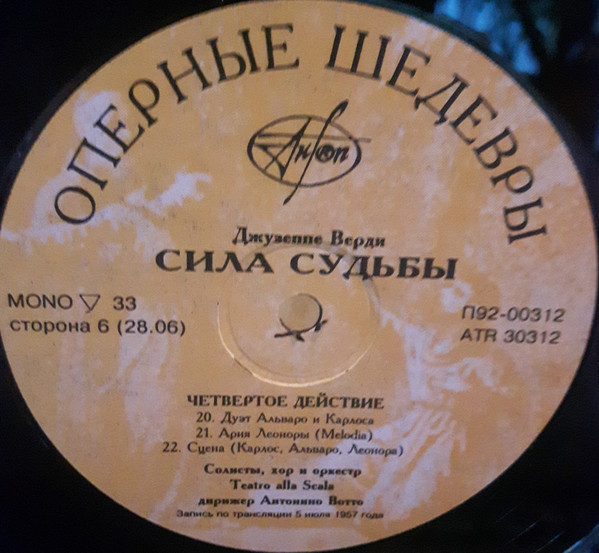 ОПЕРНЫЕ ШЕДЕВРЫ
Джузеппе Верди
СИЛА СУДЬБЫ
MONO 33
сторона 6 (28.06)
П92-00312
ATR 30312
ЧЕТВЕРТОЕ ДЕЙСТВИЕ
20. Дуэт Альваро и Карлоса
21. Ария Леоноры (Melodia)
22. Сцена (Карлос, Альваро, Леонора)
Солисты, хор и оркестр
Teatro alla Scala
дирижер Антонино Вотто
Запись по трансляции 5 июля 1957 года